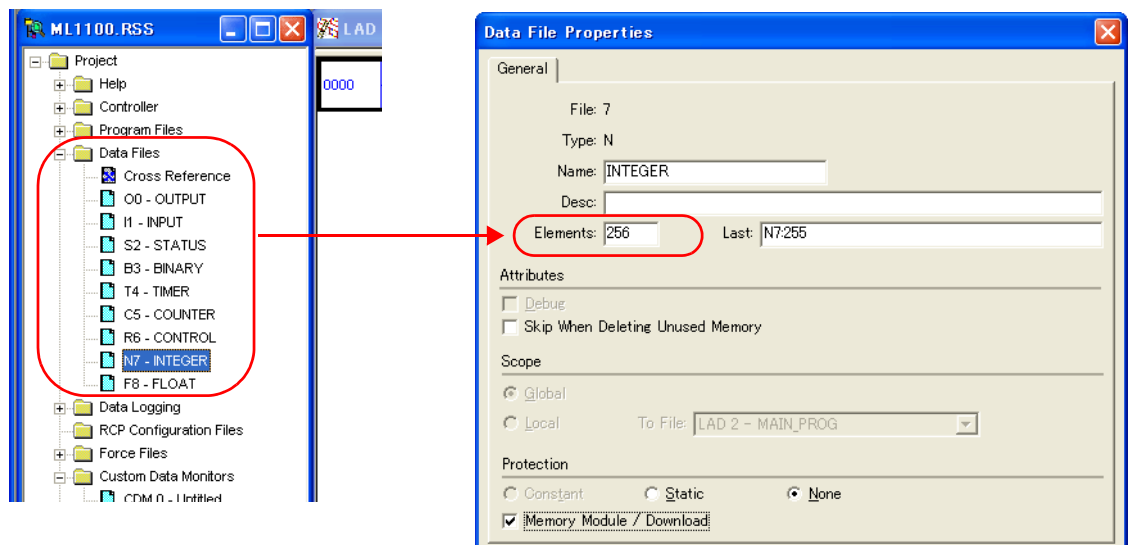 ML1100.RSS
LAD
Project
Help
Controller
Program Files
Data Files
Cross Reference
O0 - OUTPUT
I1 - INPUT
S2 - STATUS
B3 - BINARY
T4 - TIMER
C5 - COUNTER
R6 - CONTROL
N7 - INTEGER
F8 - FLOAT
Data Logging
RCP Configuration Files
Force Files
Custom Data Monitors
CDM 0 - Untitled
0000
Data File Properties
General
File: 7
Type: N
Name: INTEGER
Desc:
Elements: 256 Last: N7:255
Attributes
Debug
Skip When Deleting Unused Memory
Scope
Global
Local To File: LAD 2 - MAIN_PROG
Protection
Constant Static None
Memory Module / Download